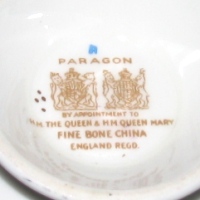 PARAGON
BY APPOINTMENT TO
H.M. THE QUEEN & H.M. QUEEN MARY
FINE BONE CHINA
ENGLAND REGD.